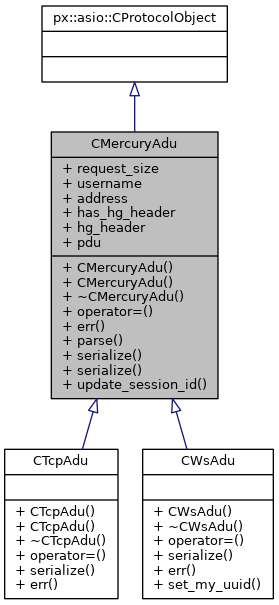 px::asio::CProtocolObject
CMercuryAdu
+ request_size
+ username
+ address
+ has_hg_header
+ hg_header
+ pdu
+ CMercuryAdu()
+ CMercuryAdu()
+ ~CMercuryAdu()
+ operator=()
+ err()
+ parse()
+ serialize()
+ serialize()
+ update_session_id()
CTcpAdu
+ CTcpAdu()
+ CTcpAdu()
+ ~CTcpAdu()
+ operator=()
+ serialize()
+ err()
CWsAdu
+ CWsAdu()
+ ~CWsAdu()
+ operator=()
+ serialize()
+ err()
+ set_my_uuid()